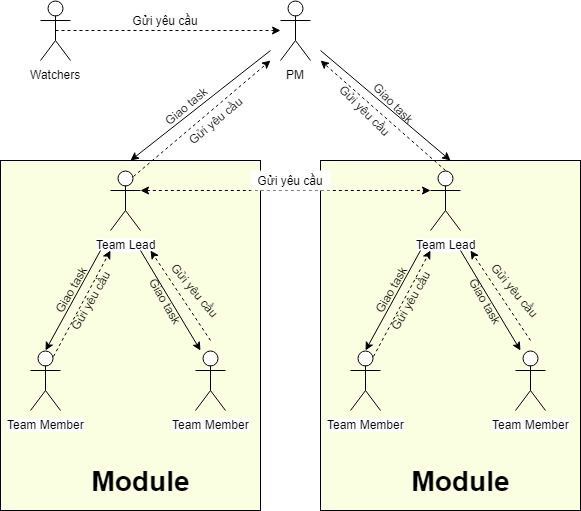 Gửi yêu cầu
Watchers
PM
Giao task
Gửi yêu cầu
Giao task
Gửi yêu cầu
Gửi yêu cầu
Team Lead
Team Lead
Giao task
Gửi yêu cầu
Giao task
Gửi yêu cầu
Giao task
Gửi yêu cầu
Giao task
Gửi yêu cầu
Team Member
Team Member
Team Member
Team Member
Module
Module